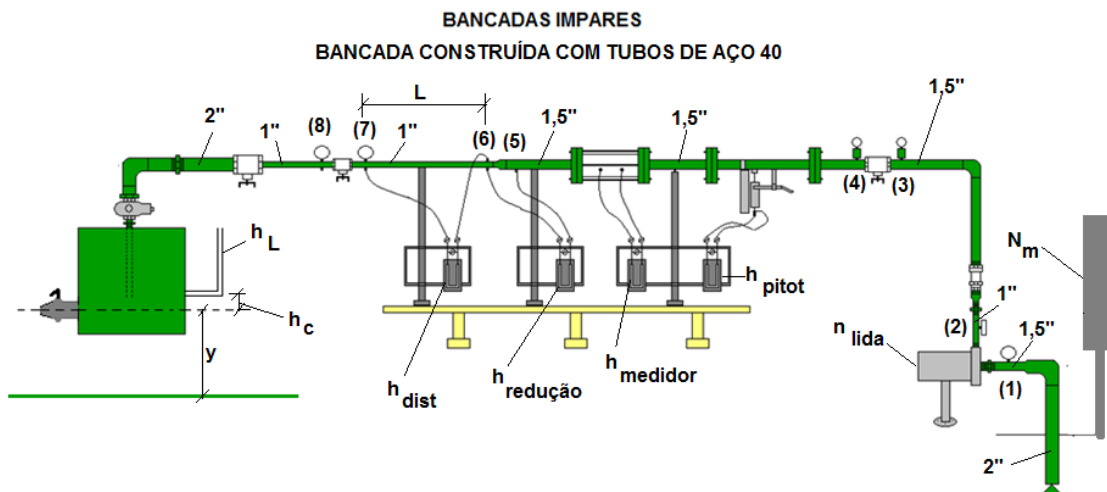 BANCADAS IMPARES
BANCADA CONSTRUÍDA COM TUBOS DE AÇO 40
2"
1"
(8)
(7)
L
1"
(6)
(5)
1,5"
1,5"
(4)
(3)
1,5"
h L
h c
y
h dist
h redução
h medidor
h pitot
n lida
(2)
1"
1,5"
(1)
2"
N m